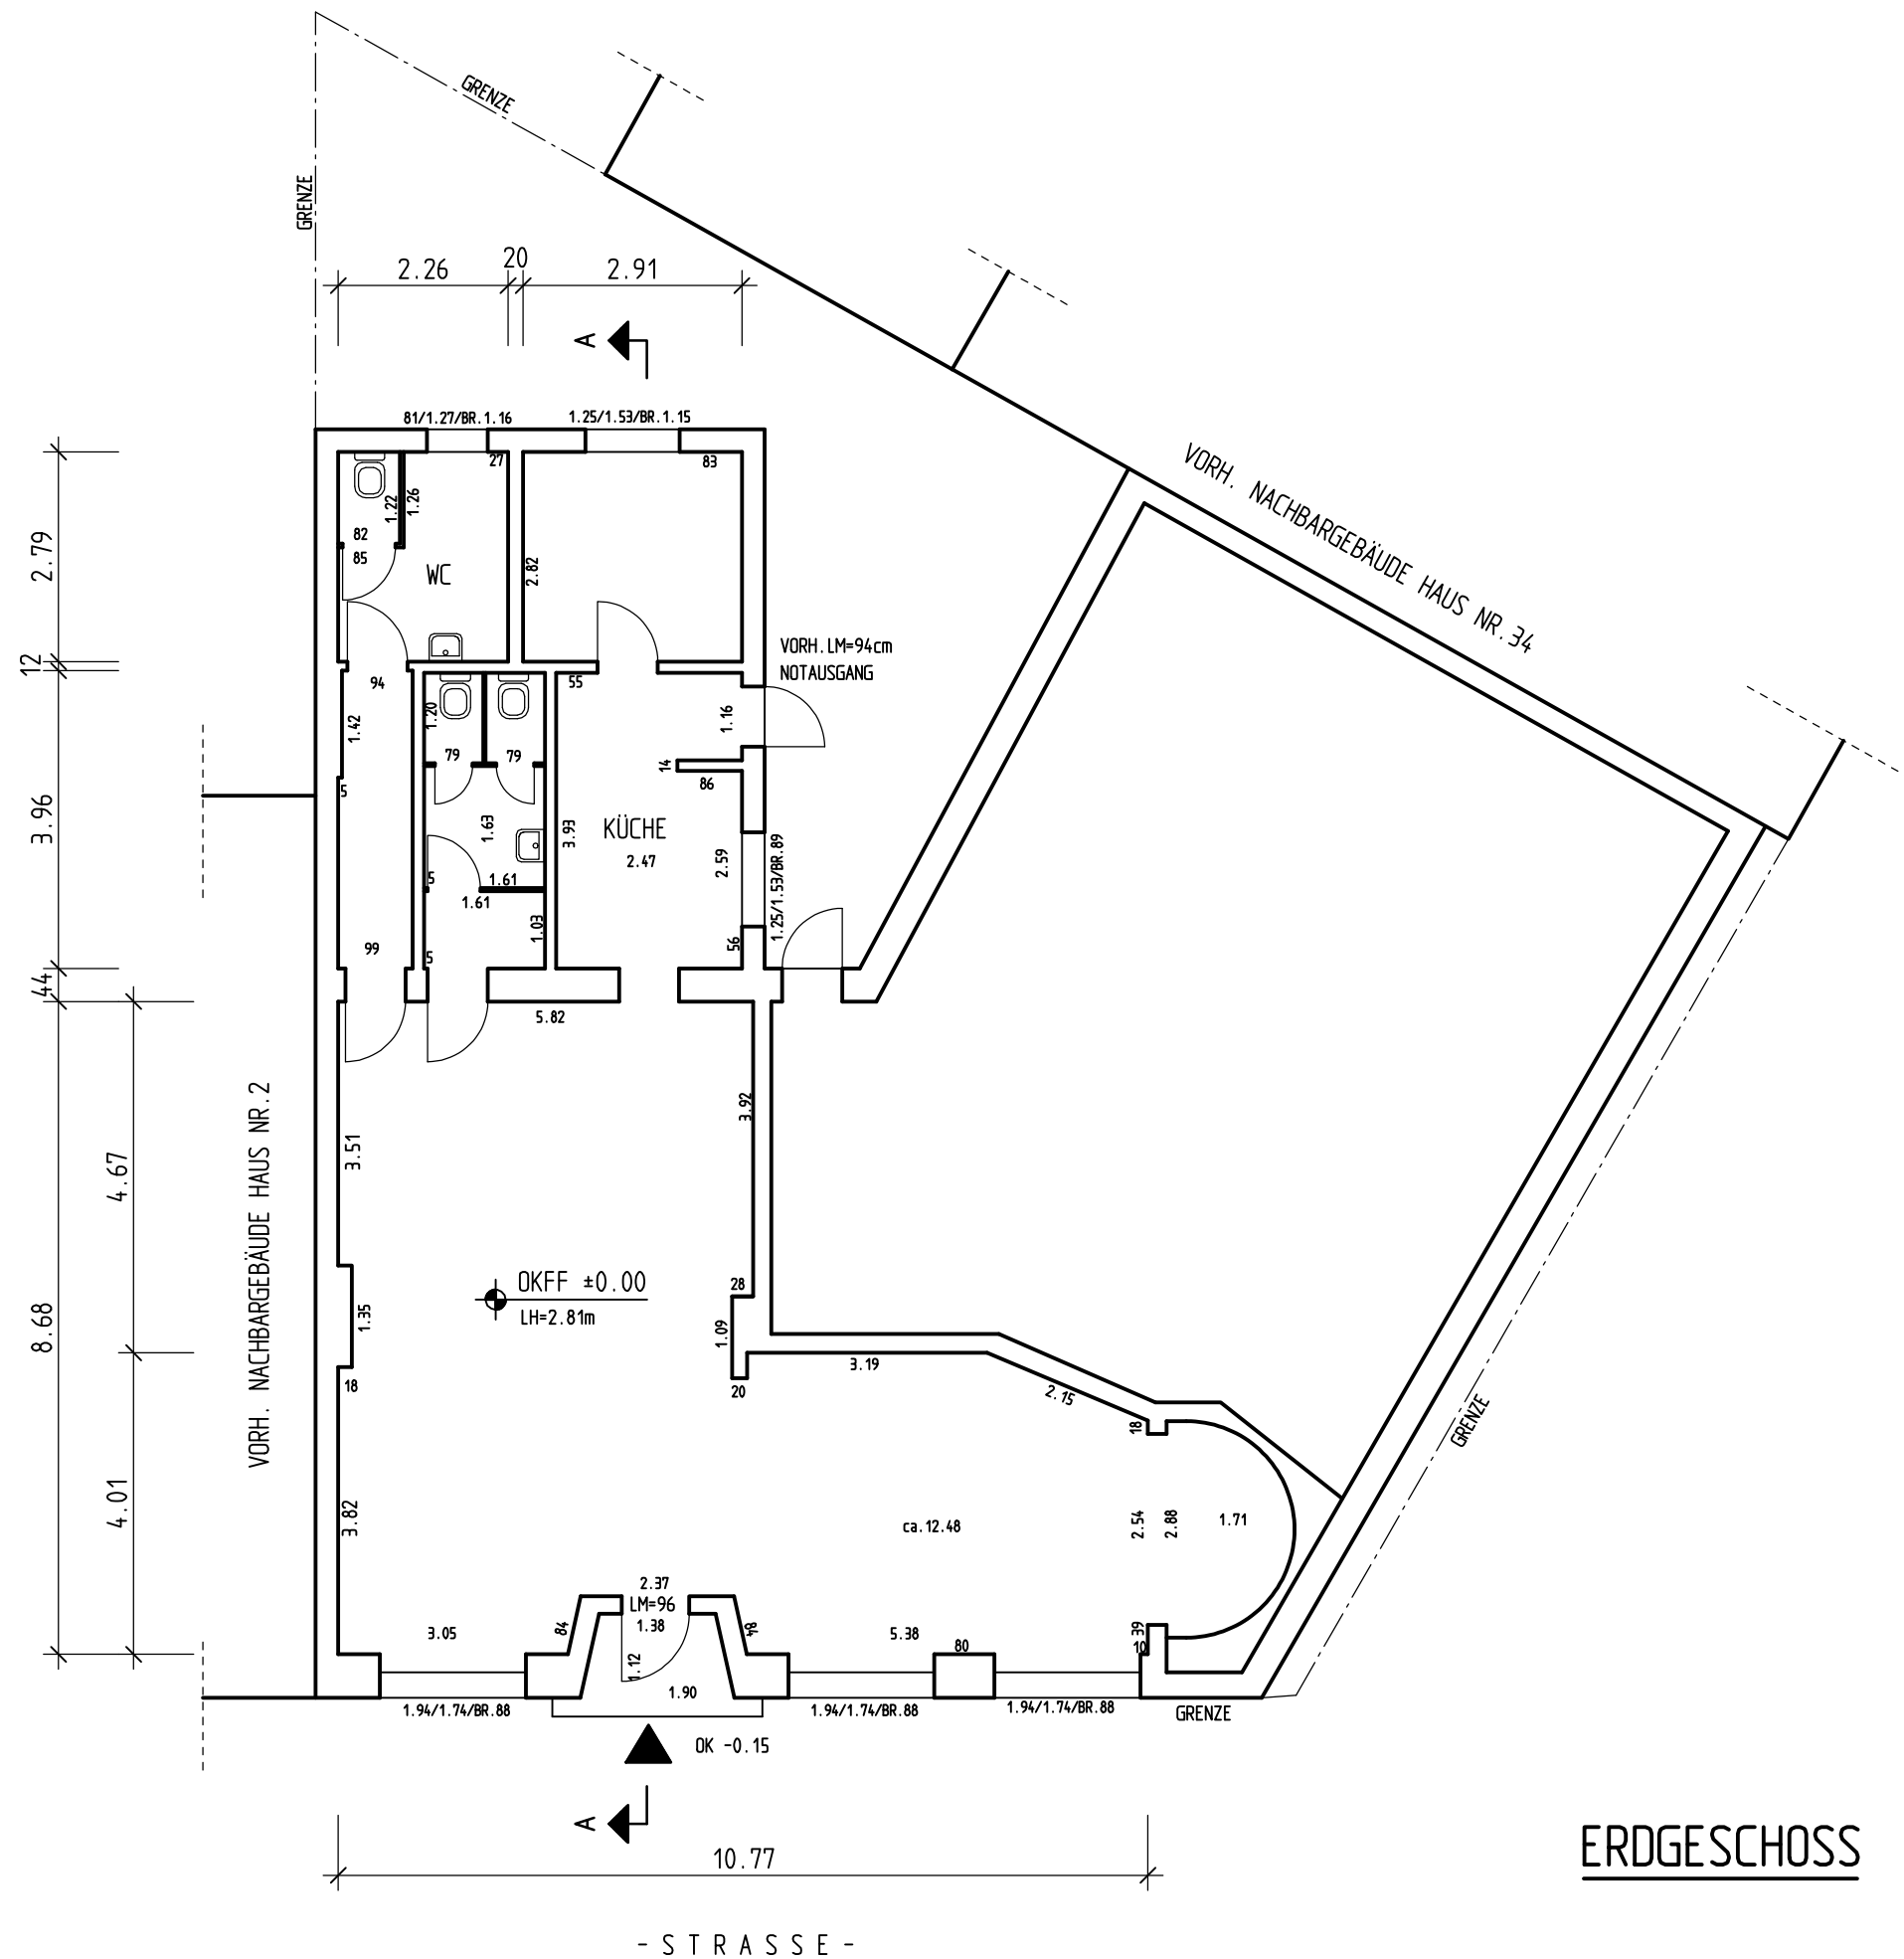 GRENZE
GRENZE
2.26
20
2.91
A
81/1.27/BR.1.16
1.25/1.53/BR.1.15
27
83
1.22
1.26
82
85
WC
2.82
2.79
12
3.96
44
8.68
4.67
4.01
VORH. NACHBARGEBÄUDE HAUS NR.34
VORH.LM=94cm
NOTAUSGANG
94
55
1.42
1.20
79
79
1.16
14
86
5
1.63
3.93
KÜCHE
2.47
2.59
1.25/1.53/BR.89
5
1.61
1.61
1.03
56
99
5
5.82
VORH. NACHBARGEBÄUDE HAUS NR.2
3.51
3.92
OKFF ±0.00
LH=2.81m
28
1.35
1.09
18
20
3.19
2.15
18
GRENZE
3.82
ca.12.48
2.54
2.88
1.71
2.37
LM=96
1.38
84
84
3.05
1.12
5.38
80
39
10
1.90
1.94/1.74/BR.88
1.94/1.74/BR.88
1.94/1.74/BR.88
GRENZE
OK -0.15
A
10.77
ERDGESCHOSS
- S T R A S S E -